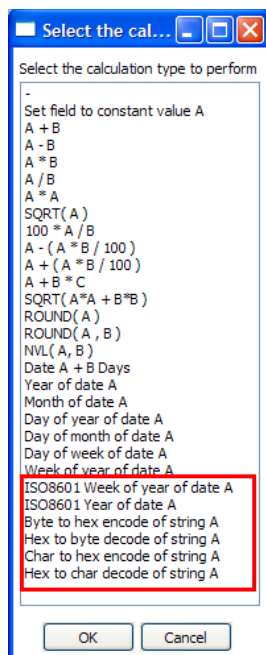 Select the cal...
Select the calculation type to perform
-
Set field to constant value A
A + B
A - B
A * B
A / B
A * A
SQRT( A )
100 * A / B
A - ( A * B / 100 )
A + ( A * B / 100 )
A + B * C
SQRT( A*A + B*B )
ROUND( A )
ROUND( A , B )
NVL( A, B )
Date A + B Days
Year of date A
Month of date A
Day of year of date A
Day of month of date A
Day of week of date A
Week of year of date A
ISO8601 Week of year of date A
ISO8601 Year of date A
Byte to hex encode of string A
Hex to byte decode of string A
Char to hex encode of string A
Hex to char decode of string A
OK
Cancel